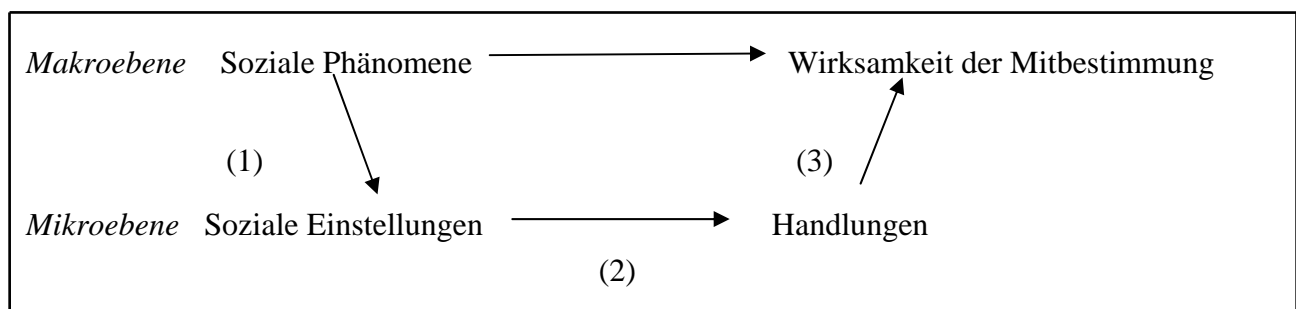 Makroebene Soziale Phänomene Wirksamkeit der Mitbestimmung
(1) (3)
Mikroebene Soziale Einstellungen Handlungen
(2)